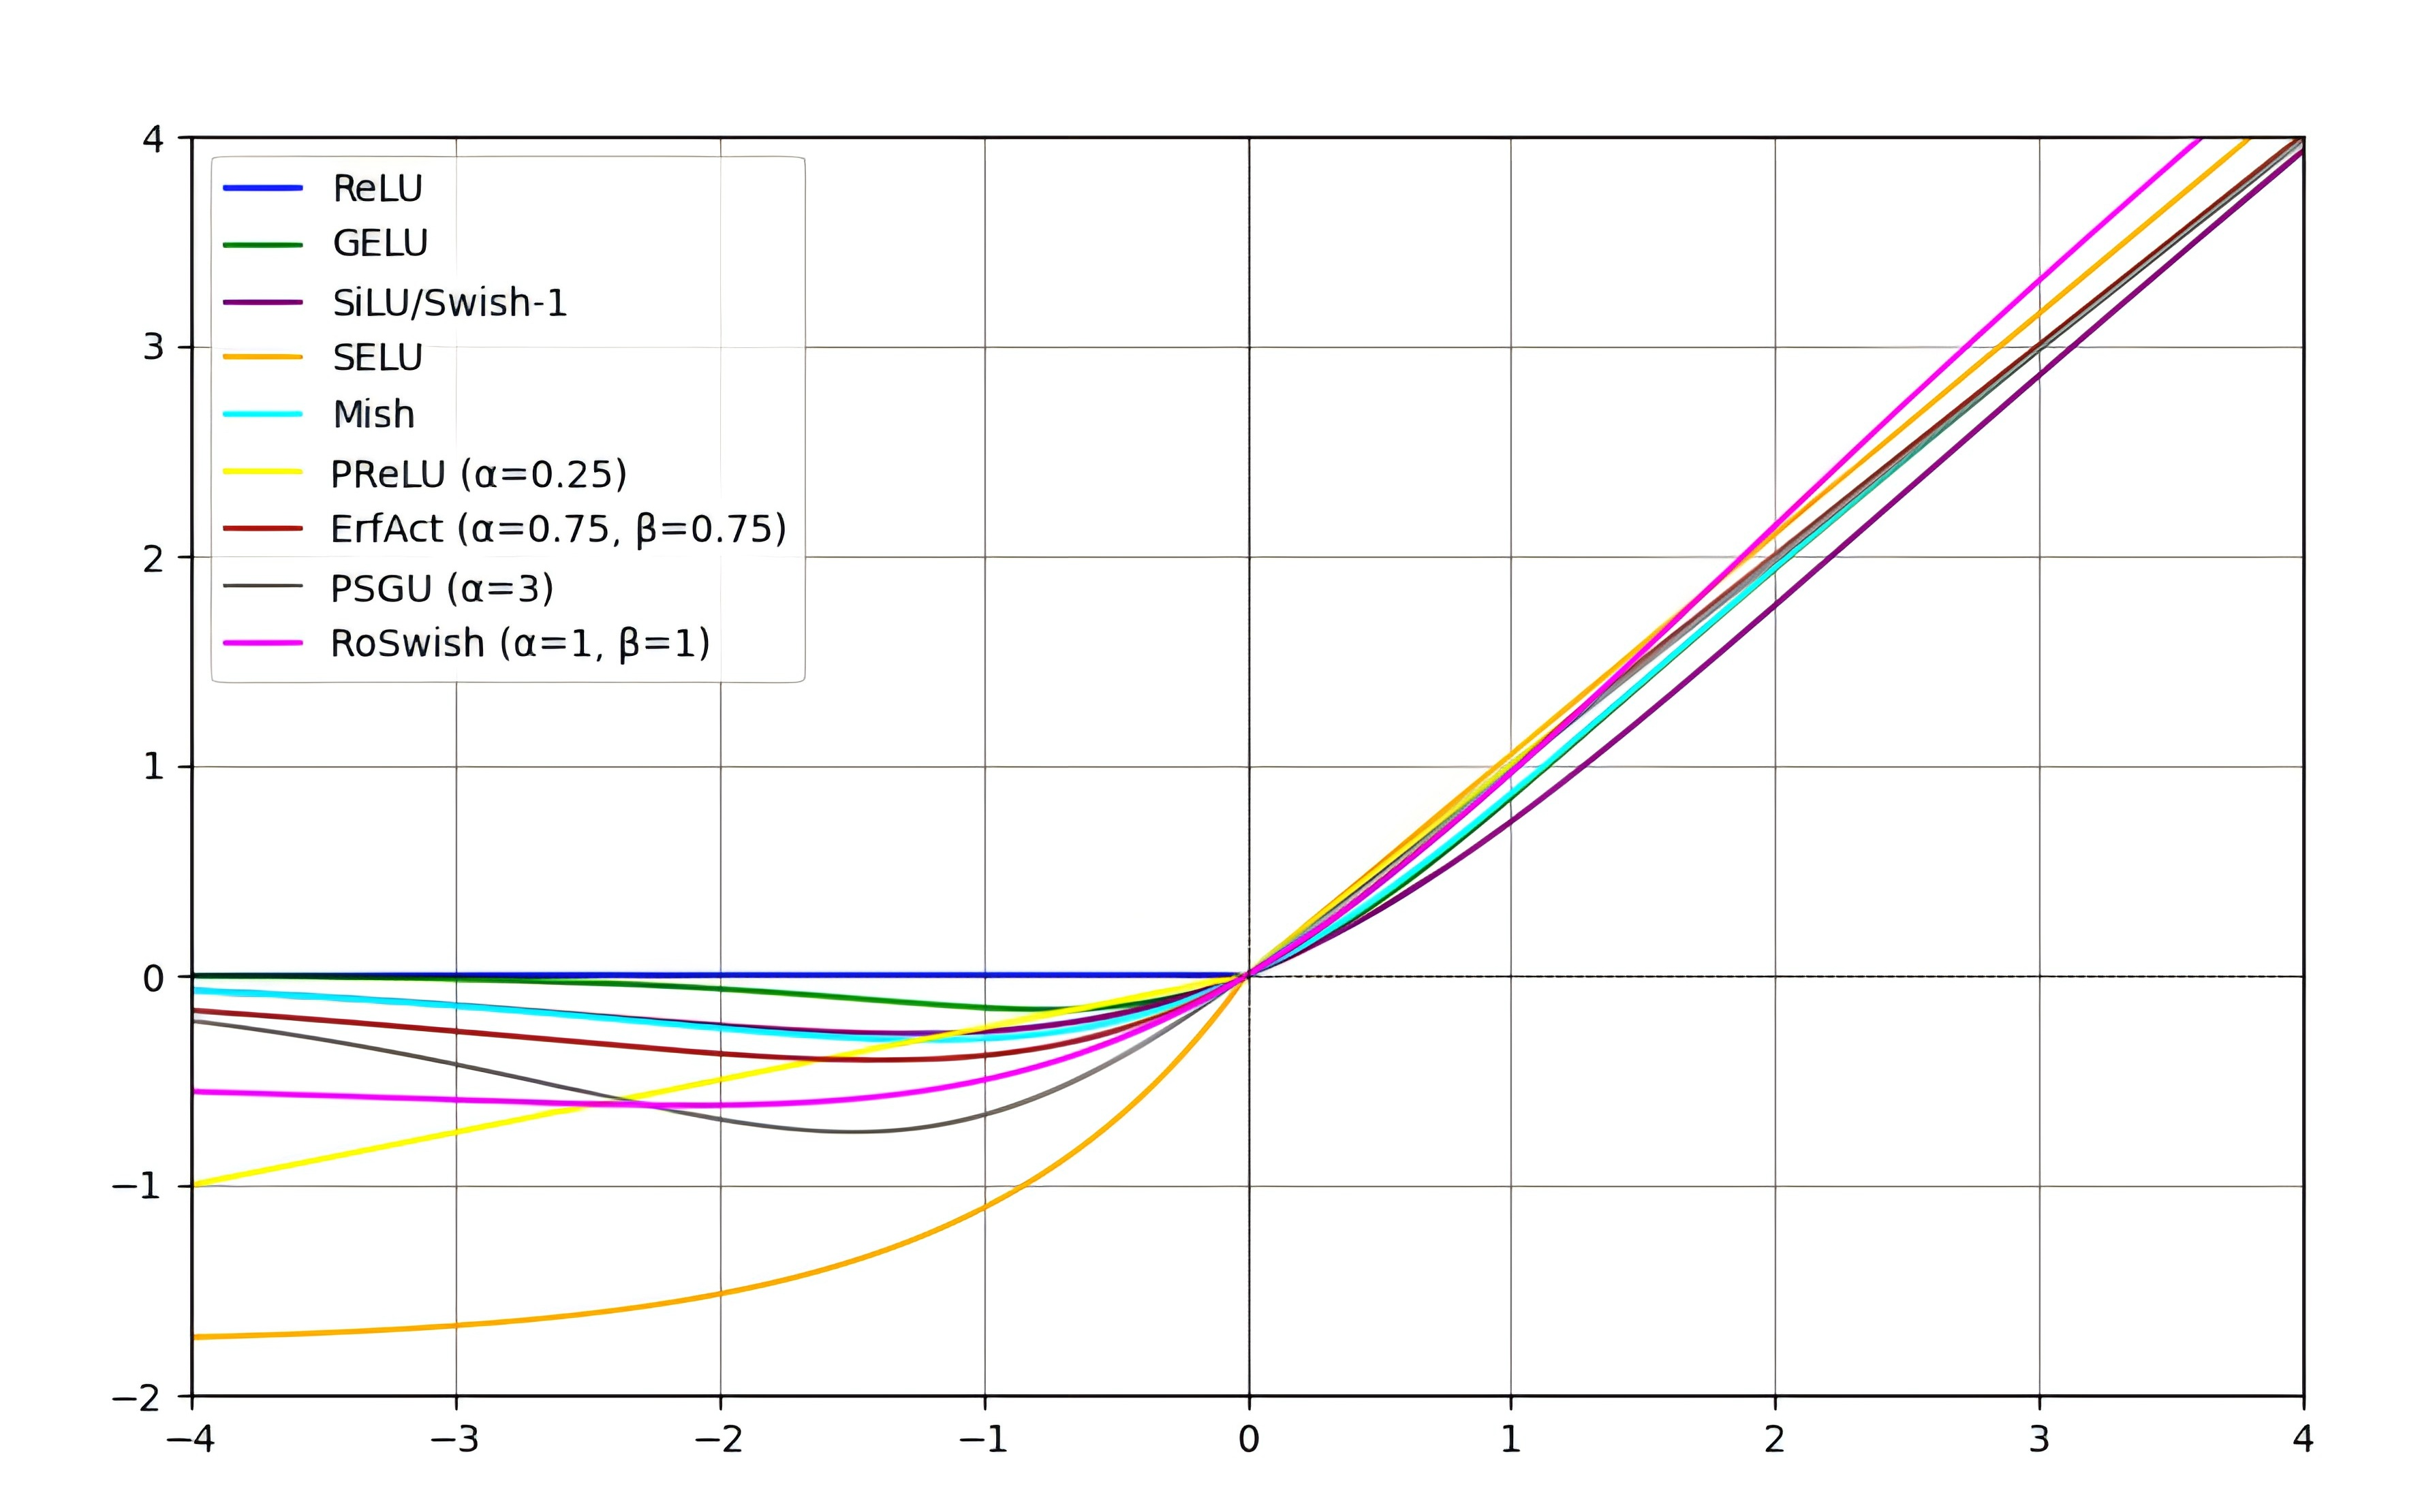 4
3
2
1
0
−1
−2
ReLU
GELU
SiLU/Swish-1
SELU
Mish
PReLU (α=0.25)
ErfAct (α=0.75, β=0.75)
PSGU (α=3)
RoSwish (α=1, β=1)
−4 −3 −2 −1 0 1 2 3 4